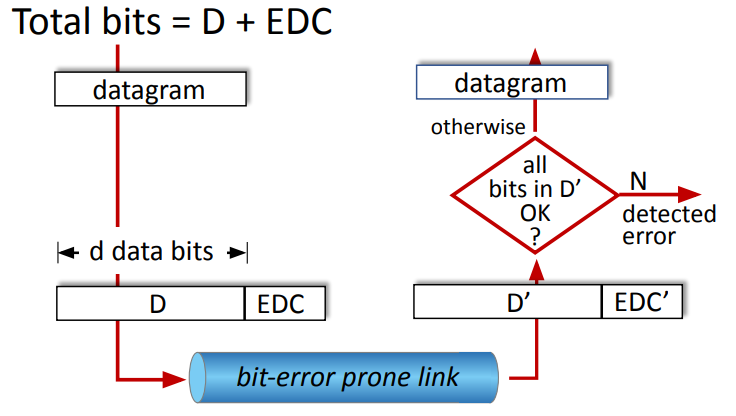 Total bits = D + EDC
datagram
d data bits
D
EDC
bit-error prone link
D’
EDC’
all
bits in D’
OK
?
N
detected
error
otherwise
datagram